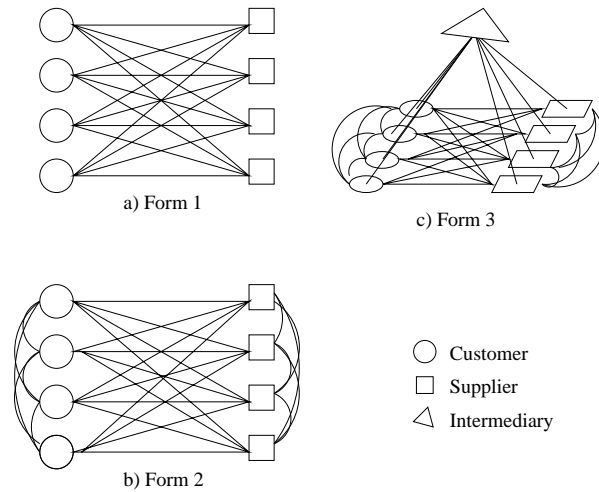 a) Form 1
c) Form 3
b) Form 2
Customer
Supplier
Intermediary